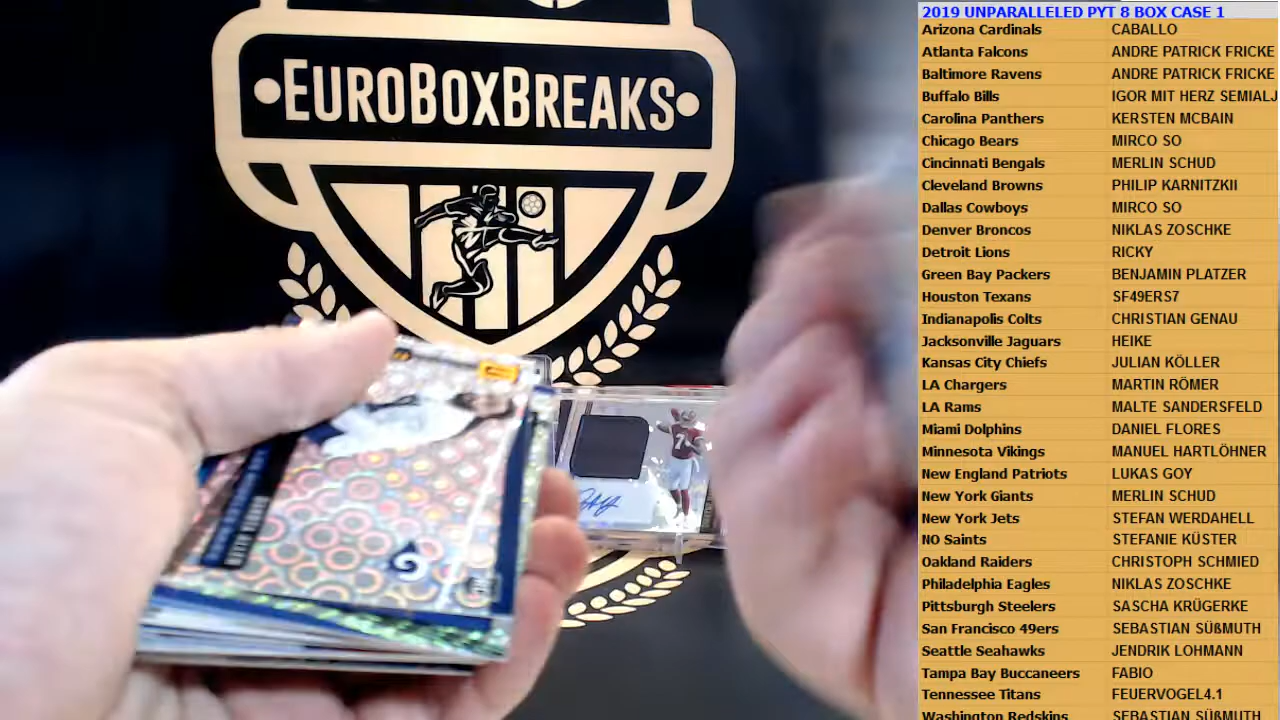 EUROBOXBREAKS
2019 UNPARALLELED PYT 8 BOX CASE 1
Arizona Cardinals CABALLO
Atlanta Falcons ANDRE PATRICK FRICKE
Baltimore Ravens ANDRE PATRICK FRICKE
Buffalo Bills IGOR MIT HERZ SEMIALJ
Carolina Panthers KERSTEN MCBAIN
Chicago Bears MIRCO SO
Cincinnati Bengals MERLIN SCHUD
Cleveland Browns PHILIP KARNITZKII
Dallas Cowboys MIRCO SO
Denver Broncos NIKLAS ZOSCHKE
Detroit Lions RICKY
Green Bay Packers BENJAMIN PLATZER
Houston Texans SF49ERS7
Indianapolis Colts CHRISTIAN GENAU
Jacksonville Jaguars HEIKE
Kansas City Chiefs JULIAN KÖLLER
LA Chargers MARTIN RÖMER
LA Rams MALTE SANDERSFELD
Miami Dolphins DANIEL FLORES
Minnesota Vikings MANUEL HARTLÖHNER
New England Patriots LUKAS GOY
New York Giants MERLIN SCHUD
New York Jets STEFAN WERDAHELL
NO Saints STEFANIE KÜSTER
Oakland Raiders CHRISTOPH SCHMIED
Philadelphia Eagles NIKLAS ZOSCHKE
Pittsburgh Steelers SASCHA KRÜGERKE
San Francisco 49ers SEBASTIAN SÜßMUTH
Seattle Seahawks JENDRIK LOHMANN
Tampa Bay Buccaneers FABIO
Tennessee Titans FEUERVOGEL4.1
Washington Redskins SEBASTIAN SÜßMUTH